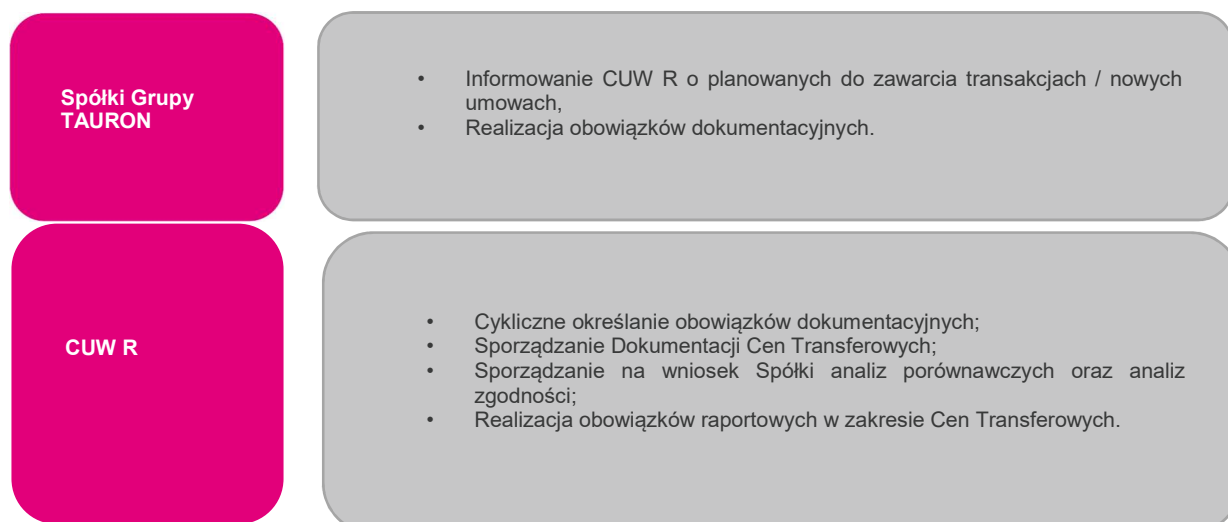 Spółki Grupy
TAURON
• Informowanie CUW R o planowanych do zawarcia transakcjach / nowych
umowach,
• Realizacja obowiązków dokumentacyjnych.
CUW R
• Cykliczne określanie obowiązków dokumentacyjnych;
• Sporządzanie Dokumentacji Cen Transferowych;
• Sporządzanie na wniosek Spółki analiz porównawczych oraz analiz
zgodności;
• Realizacja obowiązków raportowych w zakresie Cen Transferowych.